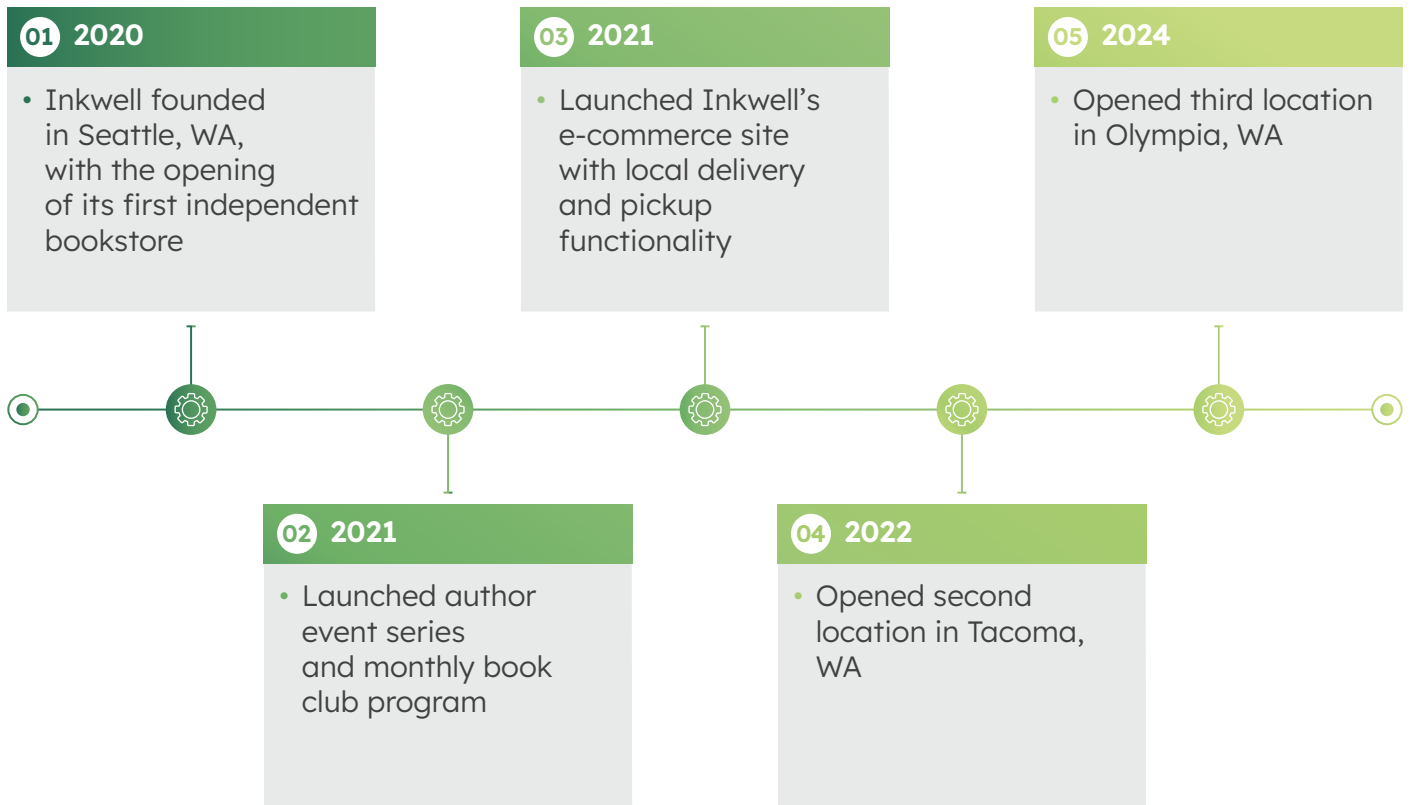 01 2020
• Inkwell founded
in Seattle, WA,
with the opening
of its first independent
bookstore
02 2021
• Launched author
event series
and monthly book
club program
03 2021
• Launched Inkwell’s
e-commerce site
with local delivery
and pickup
functionality
04 2022
• Opened second
location in Tacoma,
WA
05 2024
• Opened third location
in Olympia, WA